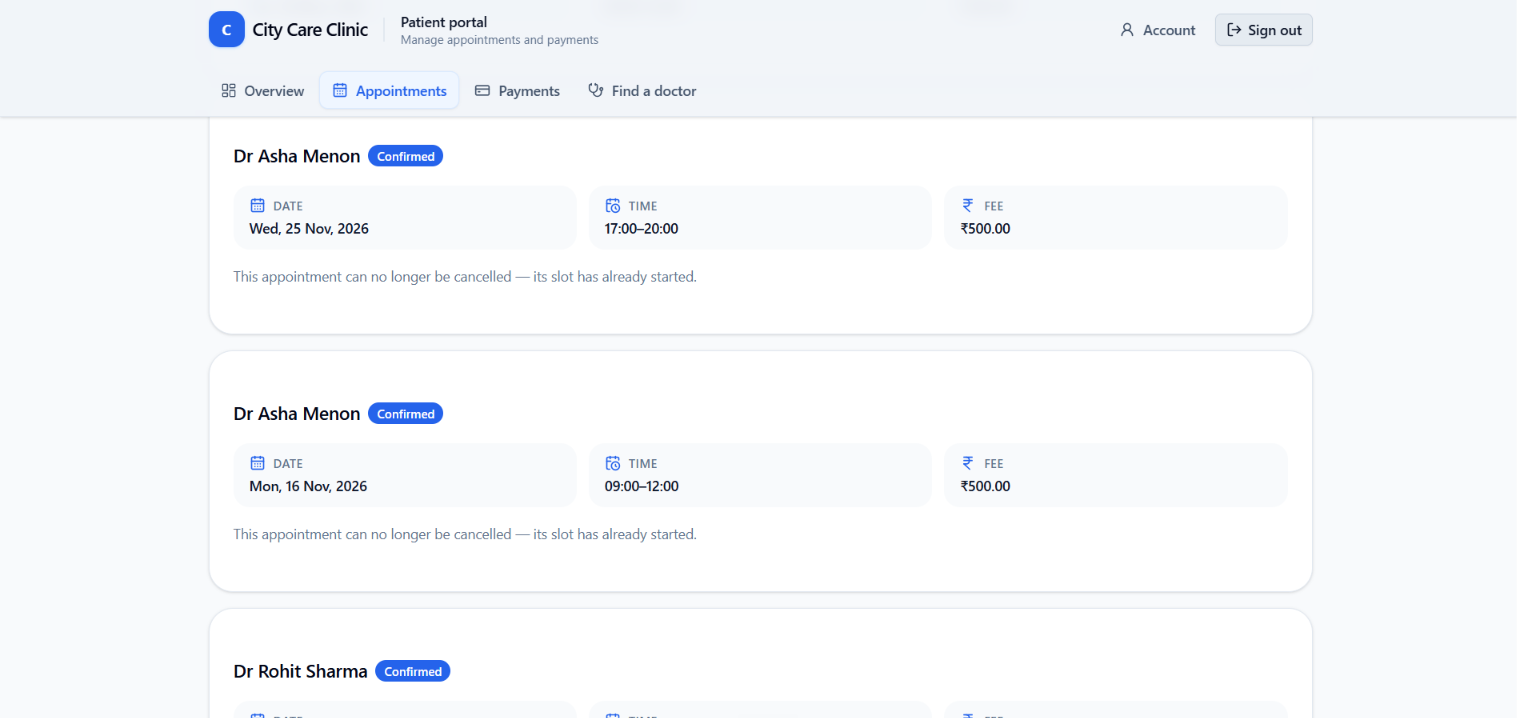 C City Care Clinic
Patient portal
Manage appointments and payments
Account
Sign out
Overview
Appointments
Payments
Find a doctor
Dr Asha Menon Confirmed
DATE
Wed, 25 Nov, 2026
TIME
17:00–20:00
FEE
₹500.00
This appointment can no longer be cancelled — its slot has already started.
Dr Asha Menon Confirmed
DATE
Mon, 16 Nov, 2026
TIME
09:00–12:00
FEE
₹500.00
This appointment can no longer be cancelled — its slot has already started.
Dr Rohit Sharma Confirmed